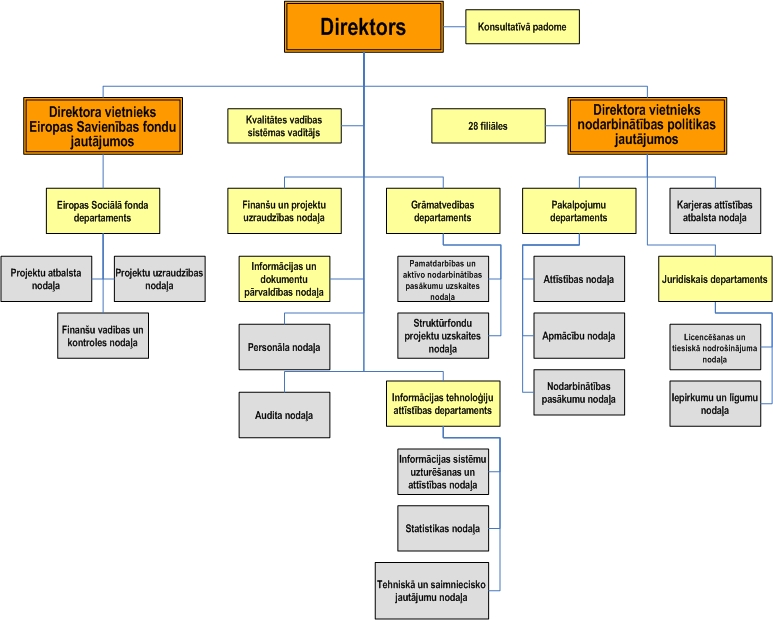 Direktors
Konsultatīvā padome
Direktora vietnieks
Eiropas Savienības fondu
jautājumos
Kvalitātes vadības
sistēmas vadītājs
28 filiāles
Direktora vietnieks
nodarbinātības politikas
jautājumos
Eiropas Sociālā fonda
departaments
Finanšu un projektu
uzraudzības nodaļa
Grāmatvedības
departaments
Pakalpojumu
departaments
Karjeras attīstības
atbalsta nodaļa
Projektu atbalsta
nodaļa
Projektu uzraudzības
nodaļa
Informācijas un
dokumentu
pārvaldības nodaļa
Pamatdarbības un
aktīvo nodarbinātības
pasākumu uzskaites
nodaļa
Attīstības nodaļa
Juridiskais departaments
Finanšu vadības un
kontroles nodaļa
Personāla nodaļa
Struktūrfondu
projektu uzskaites
nodaļa
Apmācību nodaļa
Licencēšanas un
tiesiskā nodrošinājuma
nodaļa
Audita nodaļa
Informācijas tehnoloģiju
attīstības departaments
Nodarbinātības
pasākumu nodaļa
Iepirkumu un līgumu
nodaļa
Informācijas sistēmu
uzturēšanas un
attīstības nodaļa
Statistikas nodaļa
Tehniskā un saimniecisko
jautājumu nodaļa